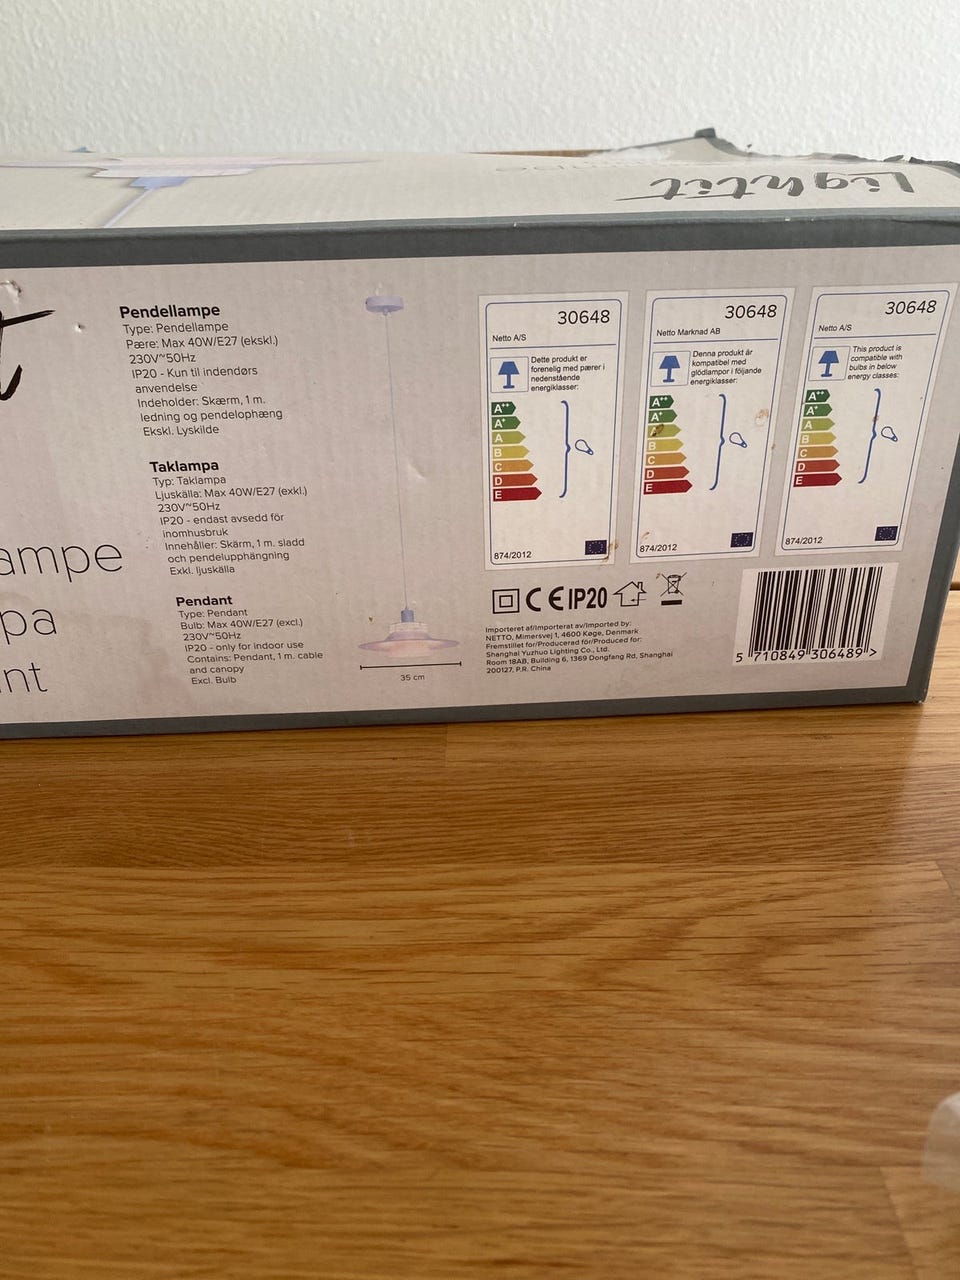 Lightit
Pendellampe
Type: Pendellampe
Pære: Max 40W/E27 (ekskl.)
230V~50Hz
IP20 - Kun til indendørs
anvendelse
Indeholder: Skærm, 1 m.
ledning og pendelophæng
Ekskl. Lyskilde
Taklampa
Typ: Taklampa
Ljuskälla: Max 40W/E27 (exkl.)
230V~50Hz
IP20 - endast avsedd för
inomhusbruk
Innehåller: Skärm, 1 m. sladd
och pendelupphängning
Exkl. ljuskälla
Pendant
Type: Pendant
Bulb: Max 40W/E27 (excl.)
230V~50Hz
IP20 - only for indoor use
Contains: Pendant, 1 m. cable
and canopy
Excl. Bulb
ampe
pa
nt
35 cm
30648
Netto A/S
Dette produkt er
forenelig med pærer i
nedenstående
energiklasser:
A++
A+
A
B
C
D
E
874/2012
30648
Netto Marknad AB
Denna produkt är
kompatibel med
glödlampor i följande
energiklasser:
A++
A+
A
B
C
D
E
874/2012
30648
Netto A/S
This product is
compatible with
bulbs in below
energy classes:
A++
A+
A
B
C
D
E
874/2012
CE IP20
Importeret af/Importerat av/Imported by:
NETTO, Mimersvej 1, 4600 Køge, Denmark
Fremstillet for/Producerad för/Produced for:
Shanghai Yuzhuo Lighting Co., Ltd.
Room 18AB, Building 6, 1369 Dongfang Rd, Shanghai
200127, P.R. China
5 710849 306489 >